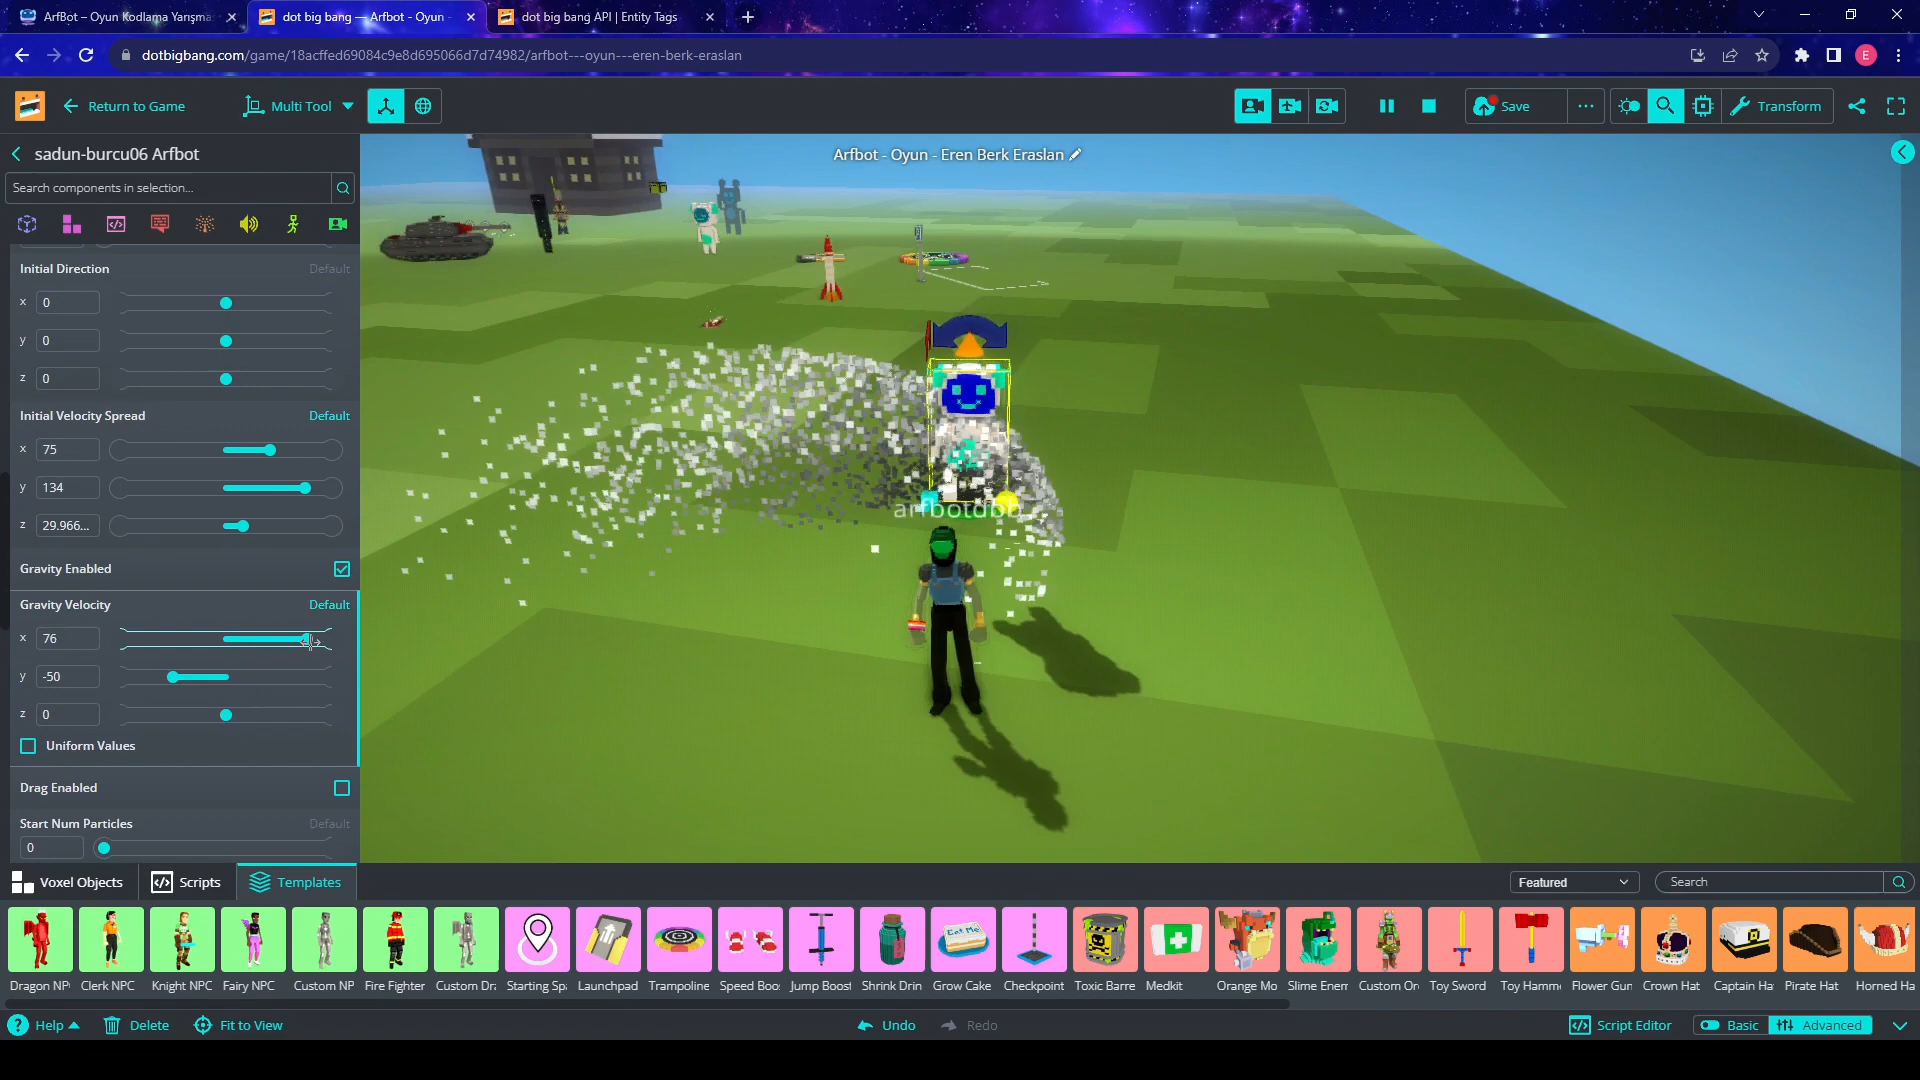 ArfBot – Oyun Kodlama Yarışma
dot big bang — Arfbot - Oyun -
dot big bang API | Entity Tags
dotbigbang.com/game/18acffed69084c9e8d695066d7d74982/arfbot---oyun---eren-berk-eraslan
E
Return to Game
Multi Tool
Save
Transform
sadun-burcu06 Arfbot
Arfbot - Oyun - Eren Berk Eraslan
Search components in selection...
Initial Direction
Default
x 0
y 0
z 0
Initial Velocity Spread
Default
x 75
y 134
z 29.966...
arfbotdbb
Gravity Enabled
Gravity Velocity
Default
x 76
y -50
z 0
Uniform Values
Drag Enabled
Start Num Particles
Default
0
Voxel Objects
Scripts
Templates
Featured
Search
Eat Me
Dragon NP
Clerk NPC
Knight NPC
Fairy NPC
Custom NP
Fire Fighter
Custom Dr
Starting Sp
Launchpad
Trampoline
Speed Boo
Jump Boost
Shrink Drin
Grow Cake
Checkpoint
Toxic Barre
Medkit
Orange Mo
Slime Enem
Custom Or
Toy Sword
Toy Hamm
Flower Gun
Crown Hat
Captain Ha
Pirate Hat
Horned Ha
? Help
Delete
Fit to View
Undo
Redo
Script Editor
Basic
Advanced